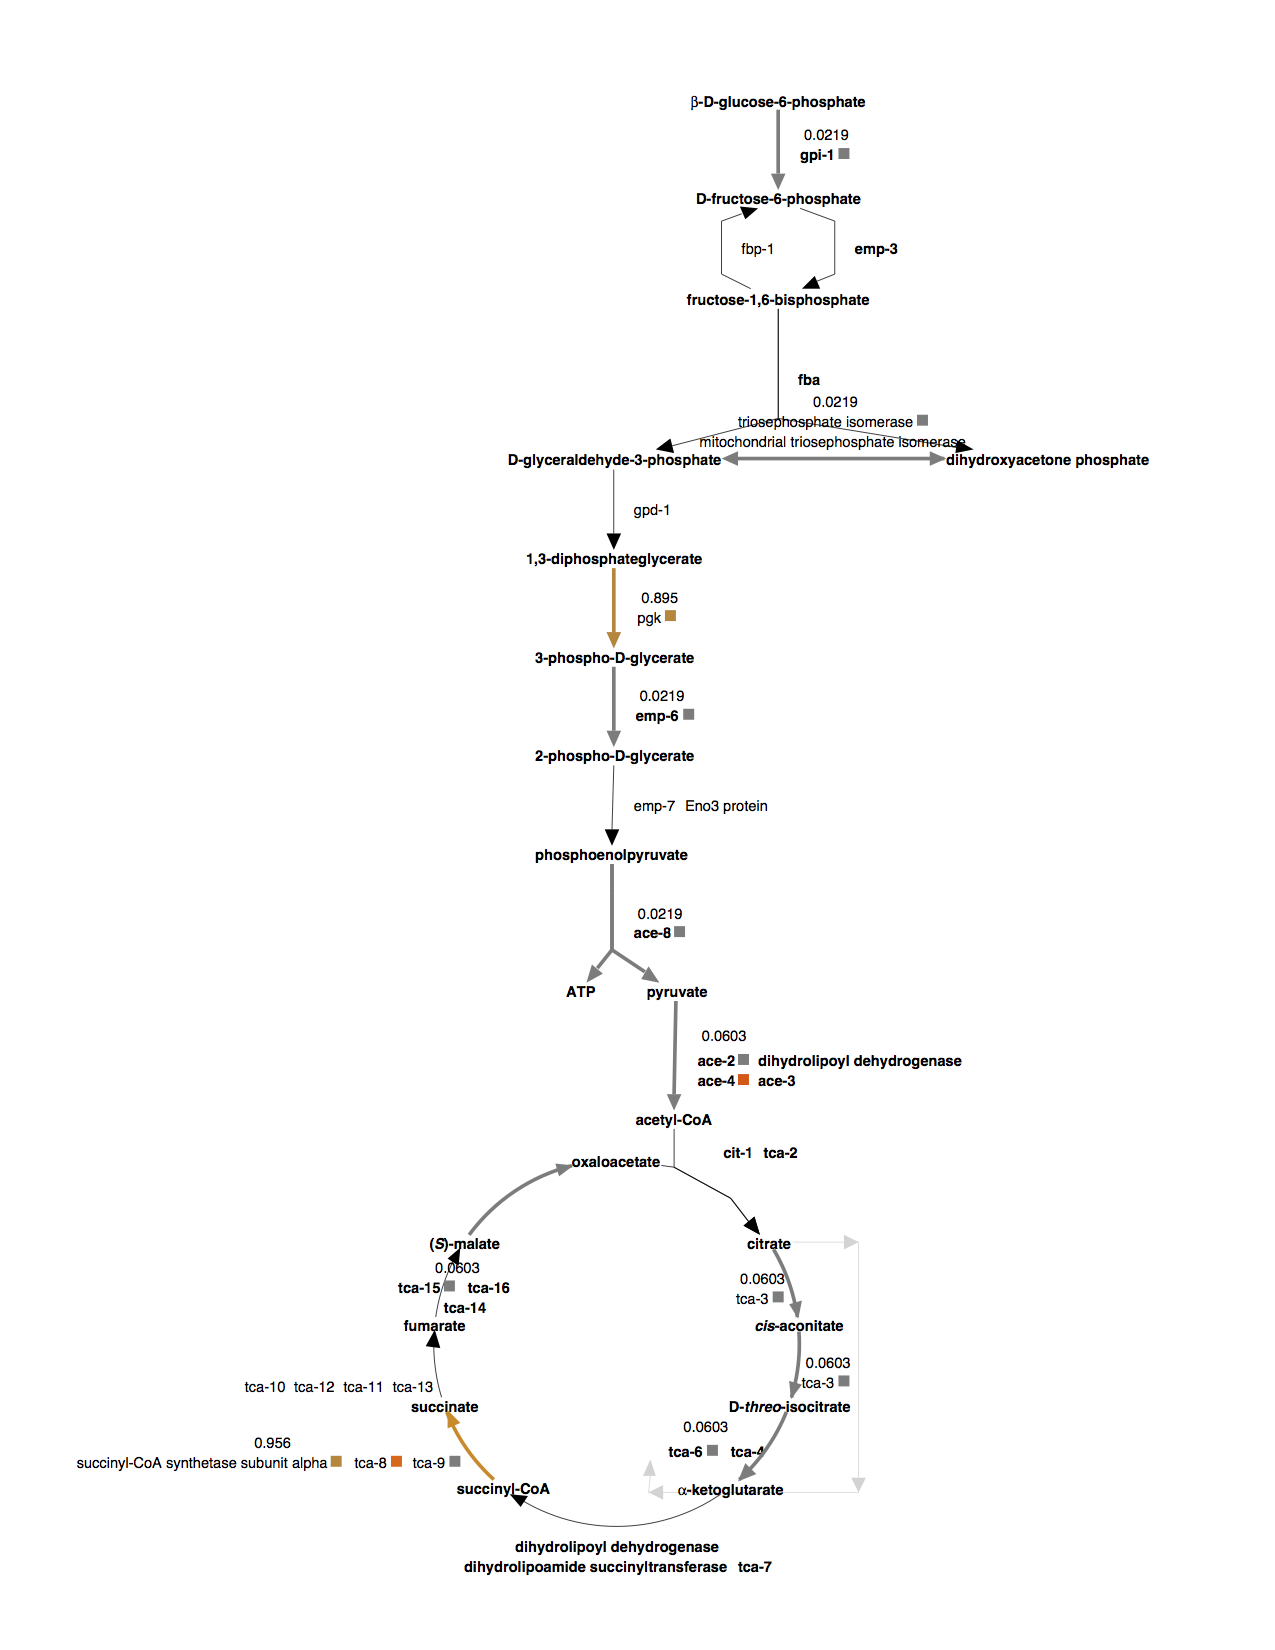 β-D-glucose-6-phosphate
0.0219
gpi-1
D-fructose-6-phosphate
fbp-1 emp-3
fructose-1,6-bisphosphate
fba
0.0219
triosephosphate isomerase
mitochondrial triosephosphate isomerase
D-glyceraldehyde-3-phosphate dihydroxyacetone phosphate
gpd-1
1,3-diphosphateglycerate
0.895
pgk
3-phospho-D-glycerate
0.0219
emp-6
2-phospho-D-glycerate
emp-7 Eno3 protein
phosphoenolpyruvate
0.0219
ace-8
ATP pyruvate
0.0603
ace-2 dihydrolipoyl dehydrogenase
ace-4 ace-3
acetyl-CoA
cit-1 tca-2
oxaloacetate
(S)-malate citrate
0.0603
tca-15 tca-16
tca-14
fumarate
0.0603
tca-3
cis-aconitate
0.0603
tca-3
tca-10 tca-12 tca-11 tca-13
succinate D-threo-isocitrate
0.0603
tca-6 tca-4
0.956
succinyl-CoA synthetase subunit alpha tca-8 tca-9
succinyl-CoA α-ketoglutarate
dihydrolipoyl dehydrogenase
dihydrolipoamide succinyltransferase tca-7